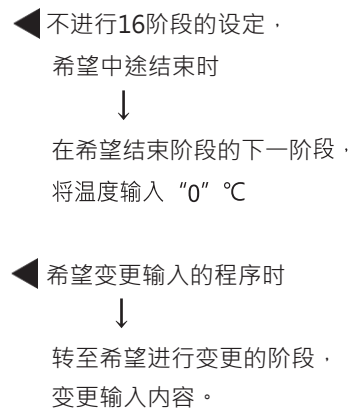 ◀不进行16阶段的设定，
希望中途结束时
↓
在希望结束阶段的下一阶段，
将温度输入“0”℃
◀希望变更输入的程序时
↓
转至希望进行变更的阶段，
变更输入内容。